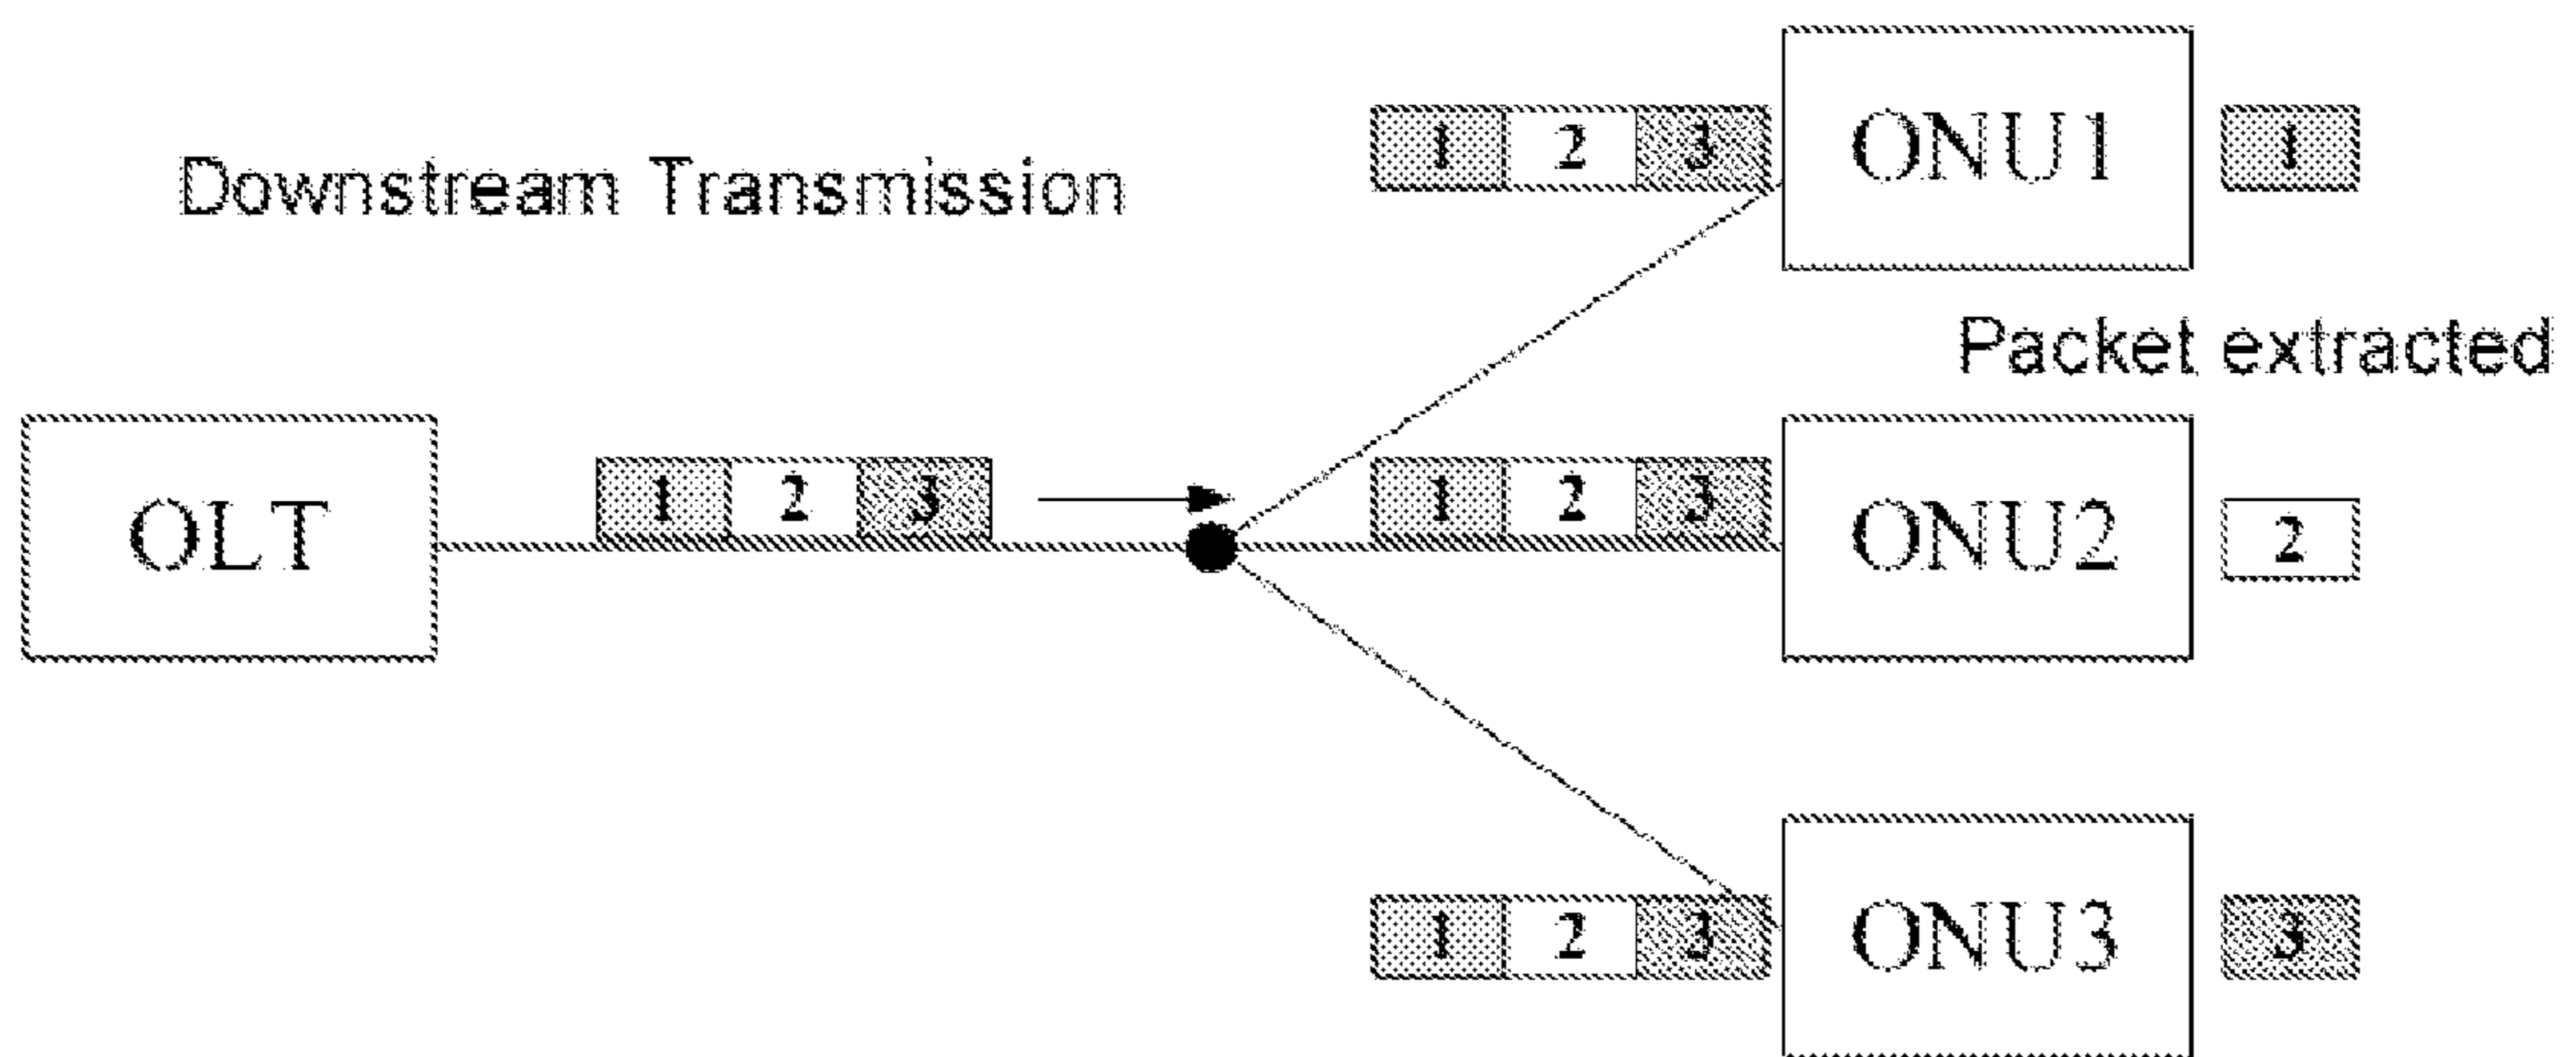 Downstream Transmission
1 2 3
ONU1
1
Packet extracted
OLT
1 2 3
1 2 3
ONU2
2
1 2 3
ONU3
3